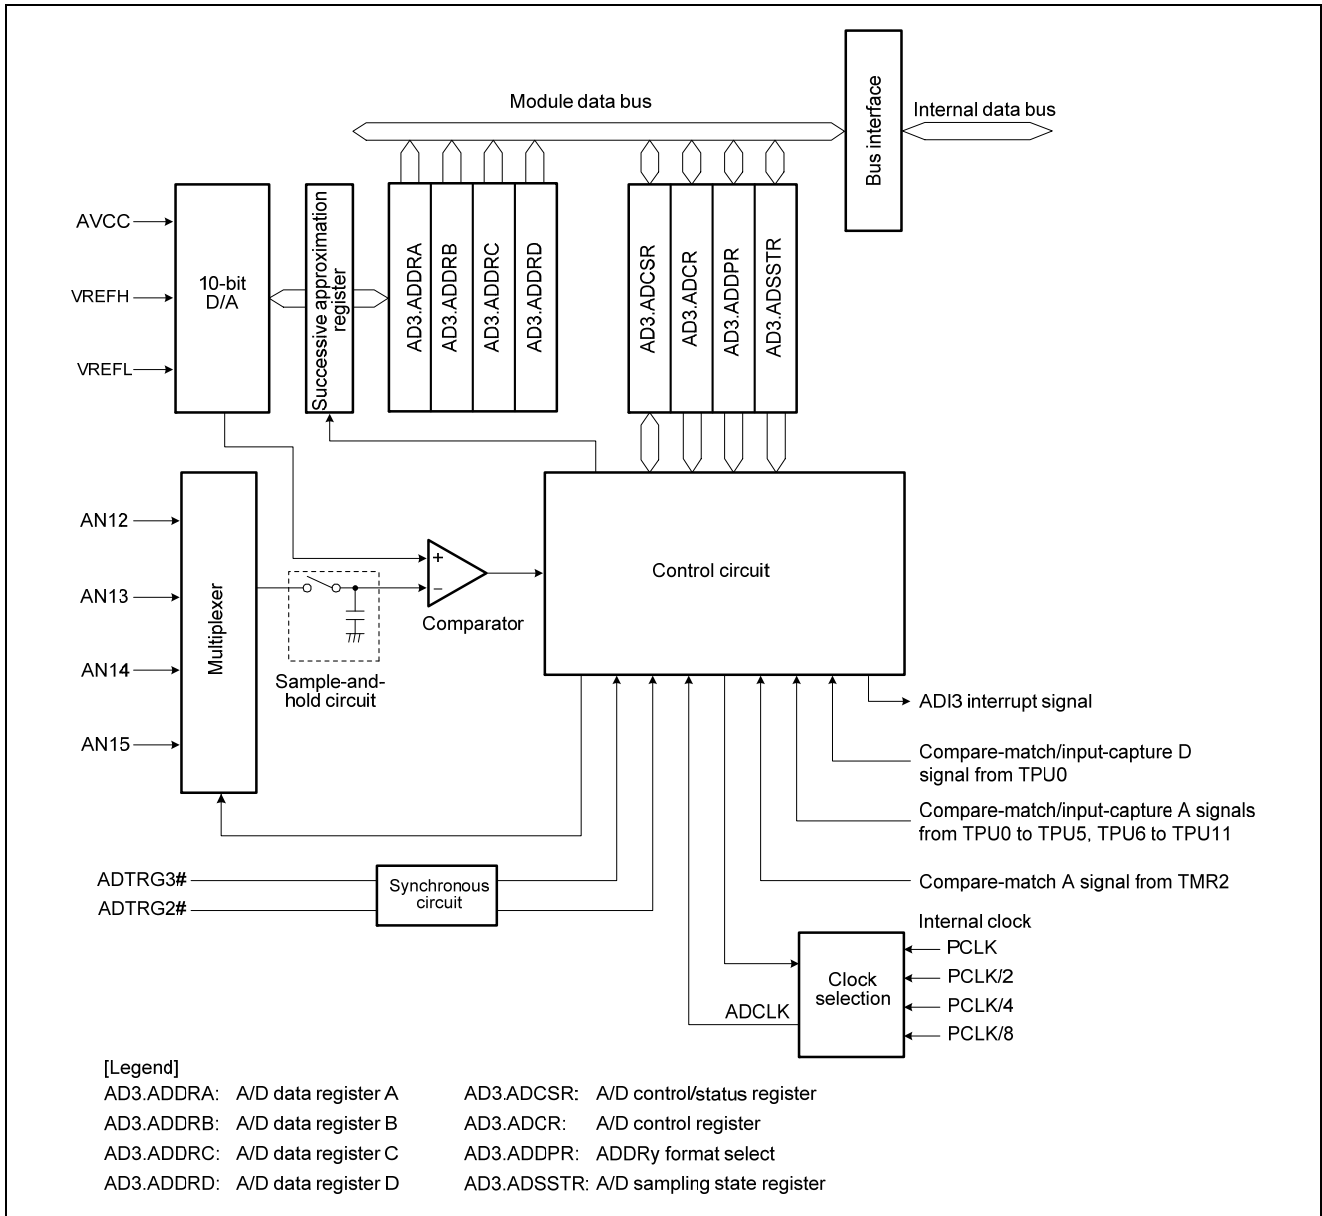 Module data bus
Bus interface
Internal data bus
AVCC
VREFH
VREFL
10-bit
D/A
Successive approximation
register
AD3.ADDRA
AD3.ADDRB
AD3.ADDRC
AD3.ADDRD
AD3.ADCSR
AD3.ADCR
AD3.ADDPR
AD3.ADSSTR
AN12
AN13
AN14
AN15
Multiplexer
Sample-and-
hold circuit
+
−
Comparator
Control circuit
ADI3 interrupt signal
Compare-match/input-capture D
signal from TPU0
Compare-match/input-capture A signals
from TPU0 to TPU5, TPU6 to TPU11
Compare-match A signal from TMR2
ADTRG3#
ADTRG2#
Synchronous
circuit
Internal clock
PCLK
PCLK/2
PCLK/4
PCLK/8
Clock
selection
ADCLK
[Legend]
AD3.ADDRA: A/D data register A
AD3.ADDRB: A/D data register B
AD3.ADDRC: A/D data register C
AD3.ADDRD: A/D data register D
AD3.ADCSR: A/D control/status register
AD3.ADCR: A/D control register
AD3.ADDPR: ADDRy format select
AD3.ADSSTR: A/D sampling state register